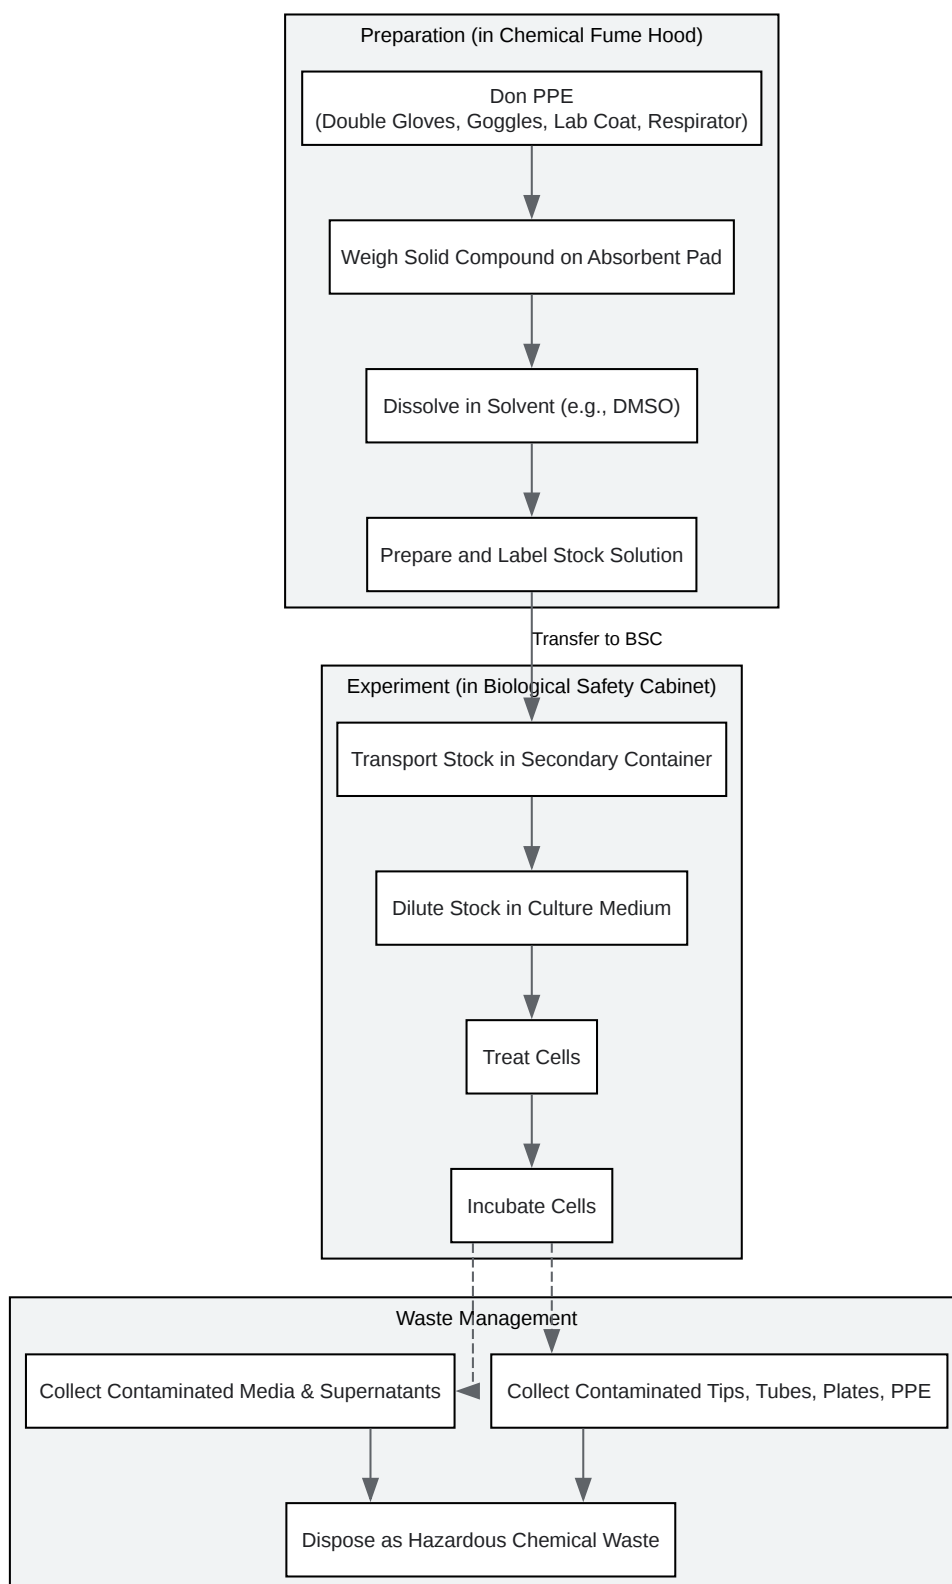 Preparation (in Chemical Fume Hood)
Don PPE
(Double Gloves, Goggles, Lab Coat, Respirator)
Weigh Solid Compound on Absorbent Pad
Dissolve in Solvent (e.g., DMSO)
Prepare and Label Stock Solution
Transfer to BSC
Experiment (in Biological Safety Cabinet)
Transport Stock in Secondary Container
Dilute Stock in Culture Medium
Treat Cells
Incubate Cells
Waste Management
Collect Contaminated Media & Supernatants
Collect Contaminated Tips, Tubes, Plates, PPE
Dispose as Hazardous Chemical Waste